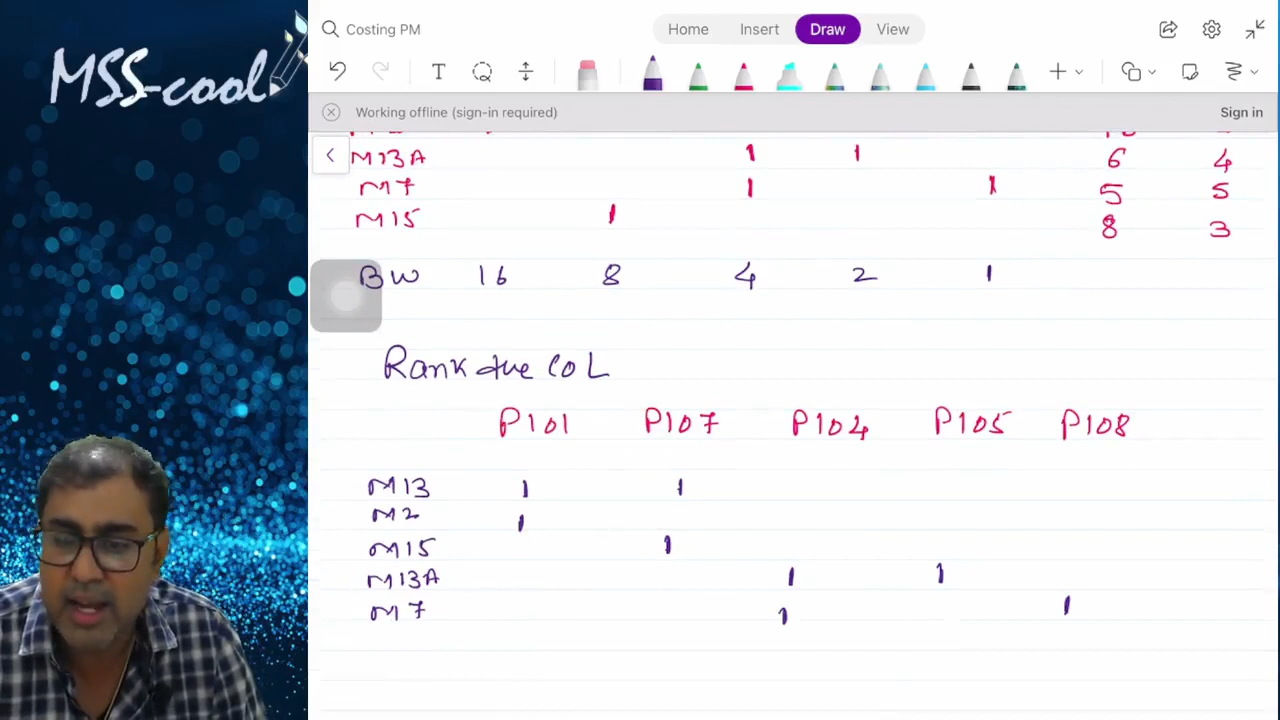 MSS-cool
Costing PM
Home Insert Draw View
Working offline (sign-in required) Sign in
M13A 1 1 6 4
M7 1 1 5 5
M15 1 8 3
BW 16 8 4 2 1
Rank the CoL
P101 P107 P104 P105 P108
M13 1 1
M2 1
M15 1
M13A 1 1
M7 1 1